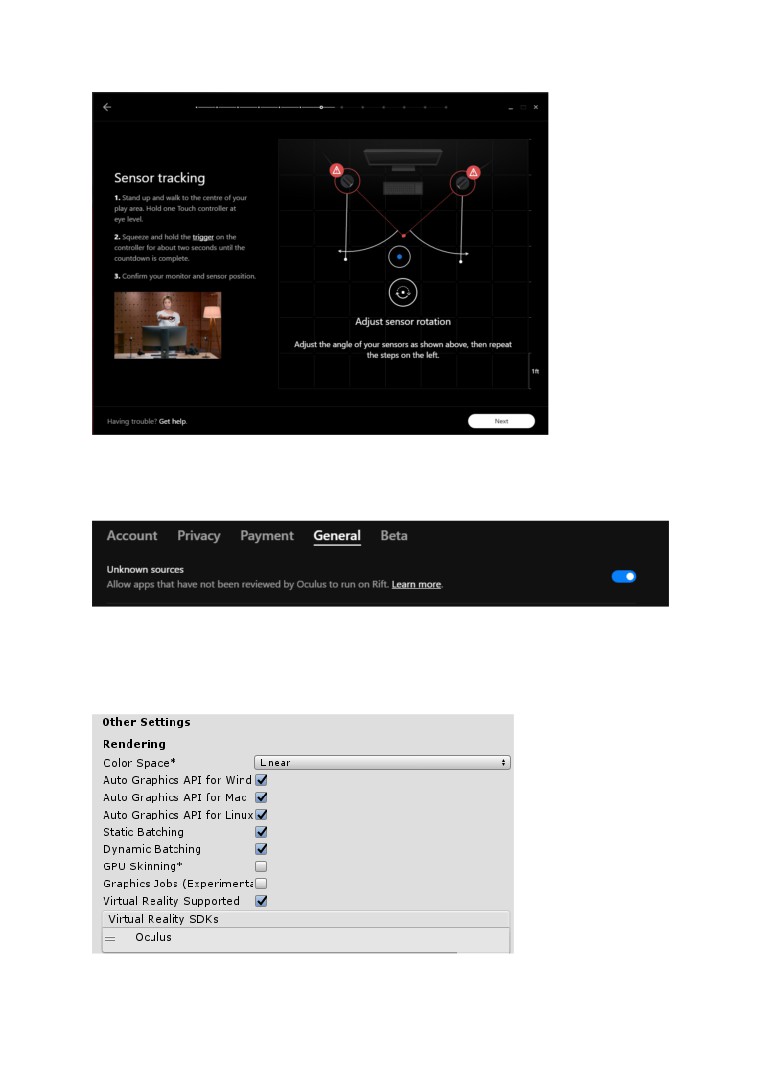 Sensor tracking
1. Stand up and walk to the centre of your
play area. Hold one Touch controller at
eye level.
2. Squeeze and hold the trigger on the
controller for about two seconds until the
countdown is complete.
3. Confirm your monitor and sensor position.
Adjust sensor rotation
Adjust the angle of your sensors as shown above, then repeat
the steps on the left.
1ft
Having trouble? Get help.
Next
Account Privacy Payment General Beta
Unknown sources
Allow apps that have not been reviewed by Oculus to run on Rift. Learn more.
Other Settings
Rendering
Color Space* Linear
Auto Graphics API for Wind
Auto Graphics API for Mac
Auto Graphics API for Linux
Static Batching
Dynamic Batching
GPU Skinning*
Graphics Jobs (Experimenta
Virtual Reality Supported
Virtual Reality SDKs
Oculus